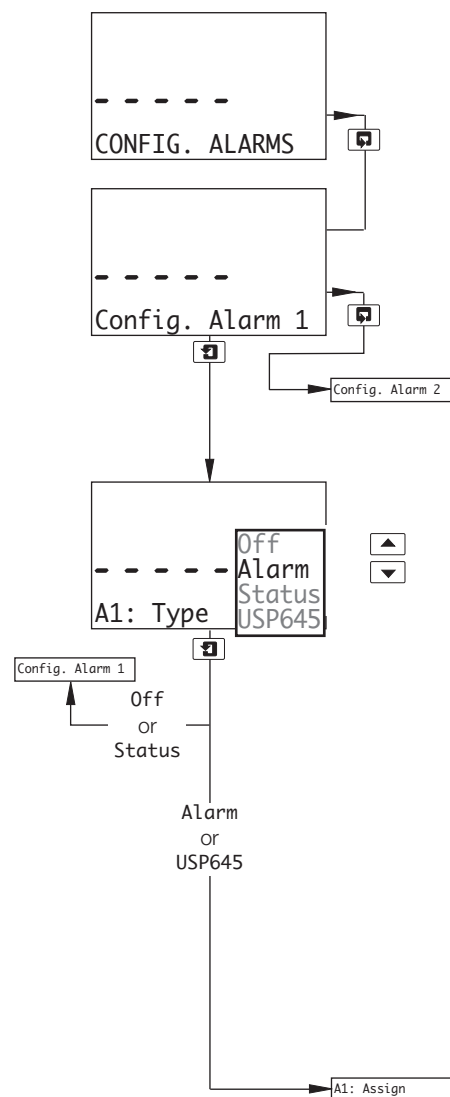 - - - - -
CONFIG. ALARMS
- - - - -
Config. Alarm 1
Config. Alarm 2
Off
- - - - - Alarm
Status
A1: Type USP645
Config. Alarm 1
Off
or
Status
Alarm
or
USP645
A1: Assign